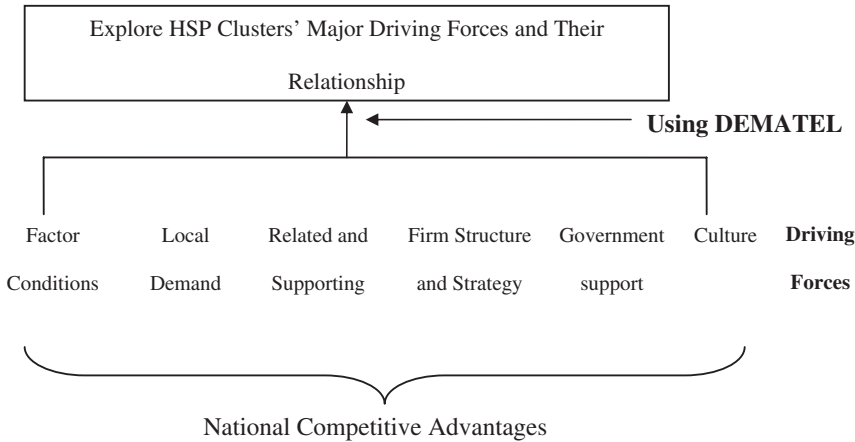 Explore HSP Clusters' Major Driving Forces and Their
Relationship
Using DEMATEL
Factor Local Related and Firm Structure Government Culture Driving
Conditions Demand Supporting and Strategy support Forces
National Competitive Advantages